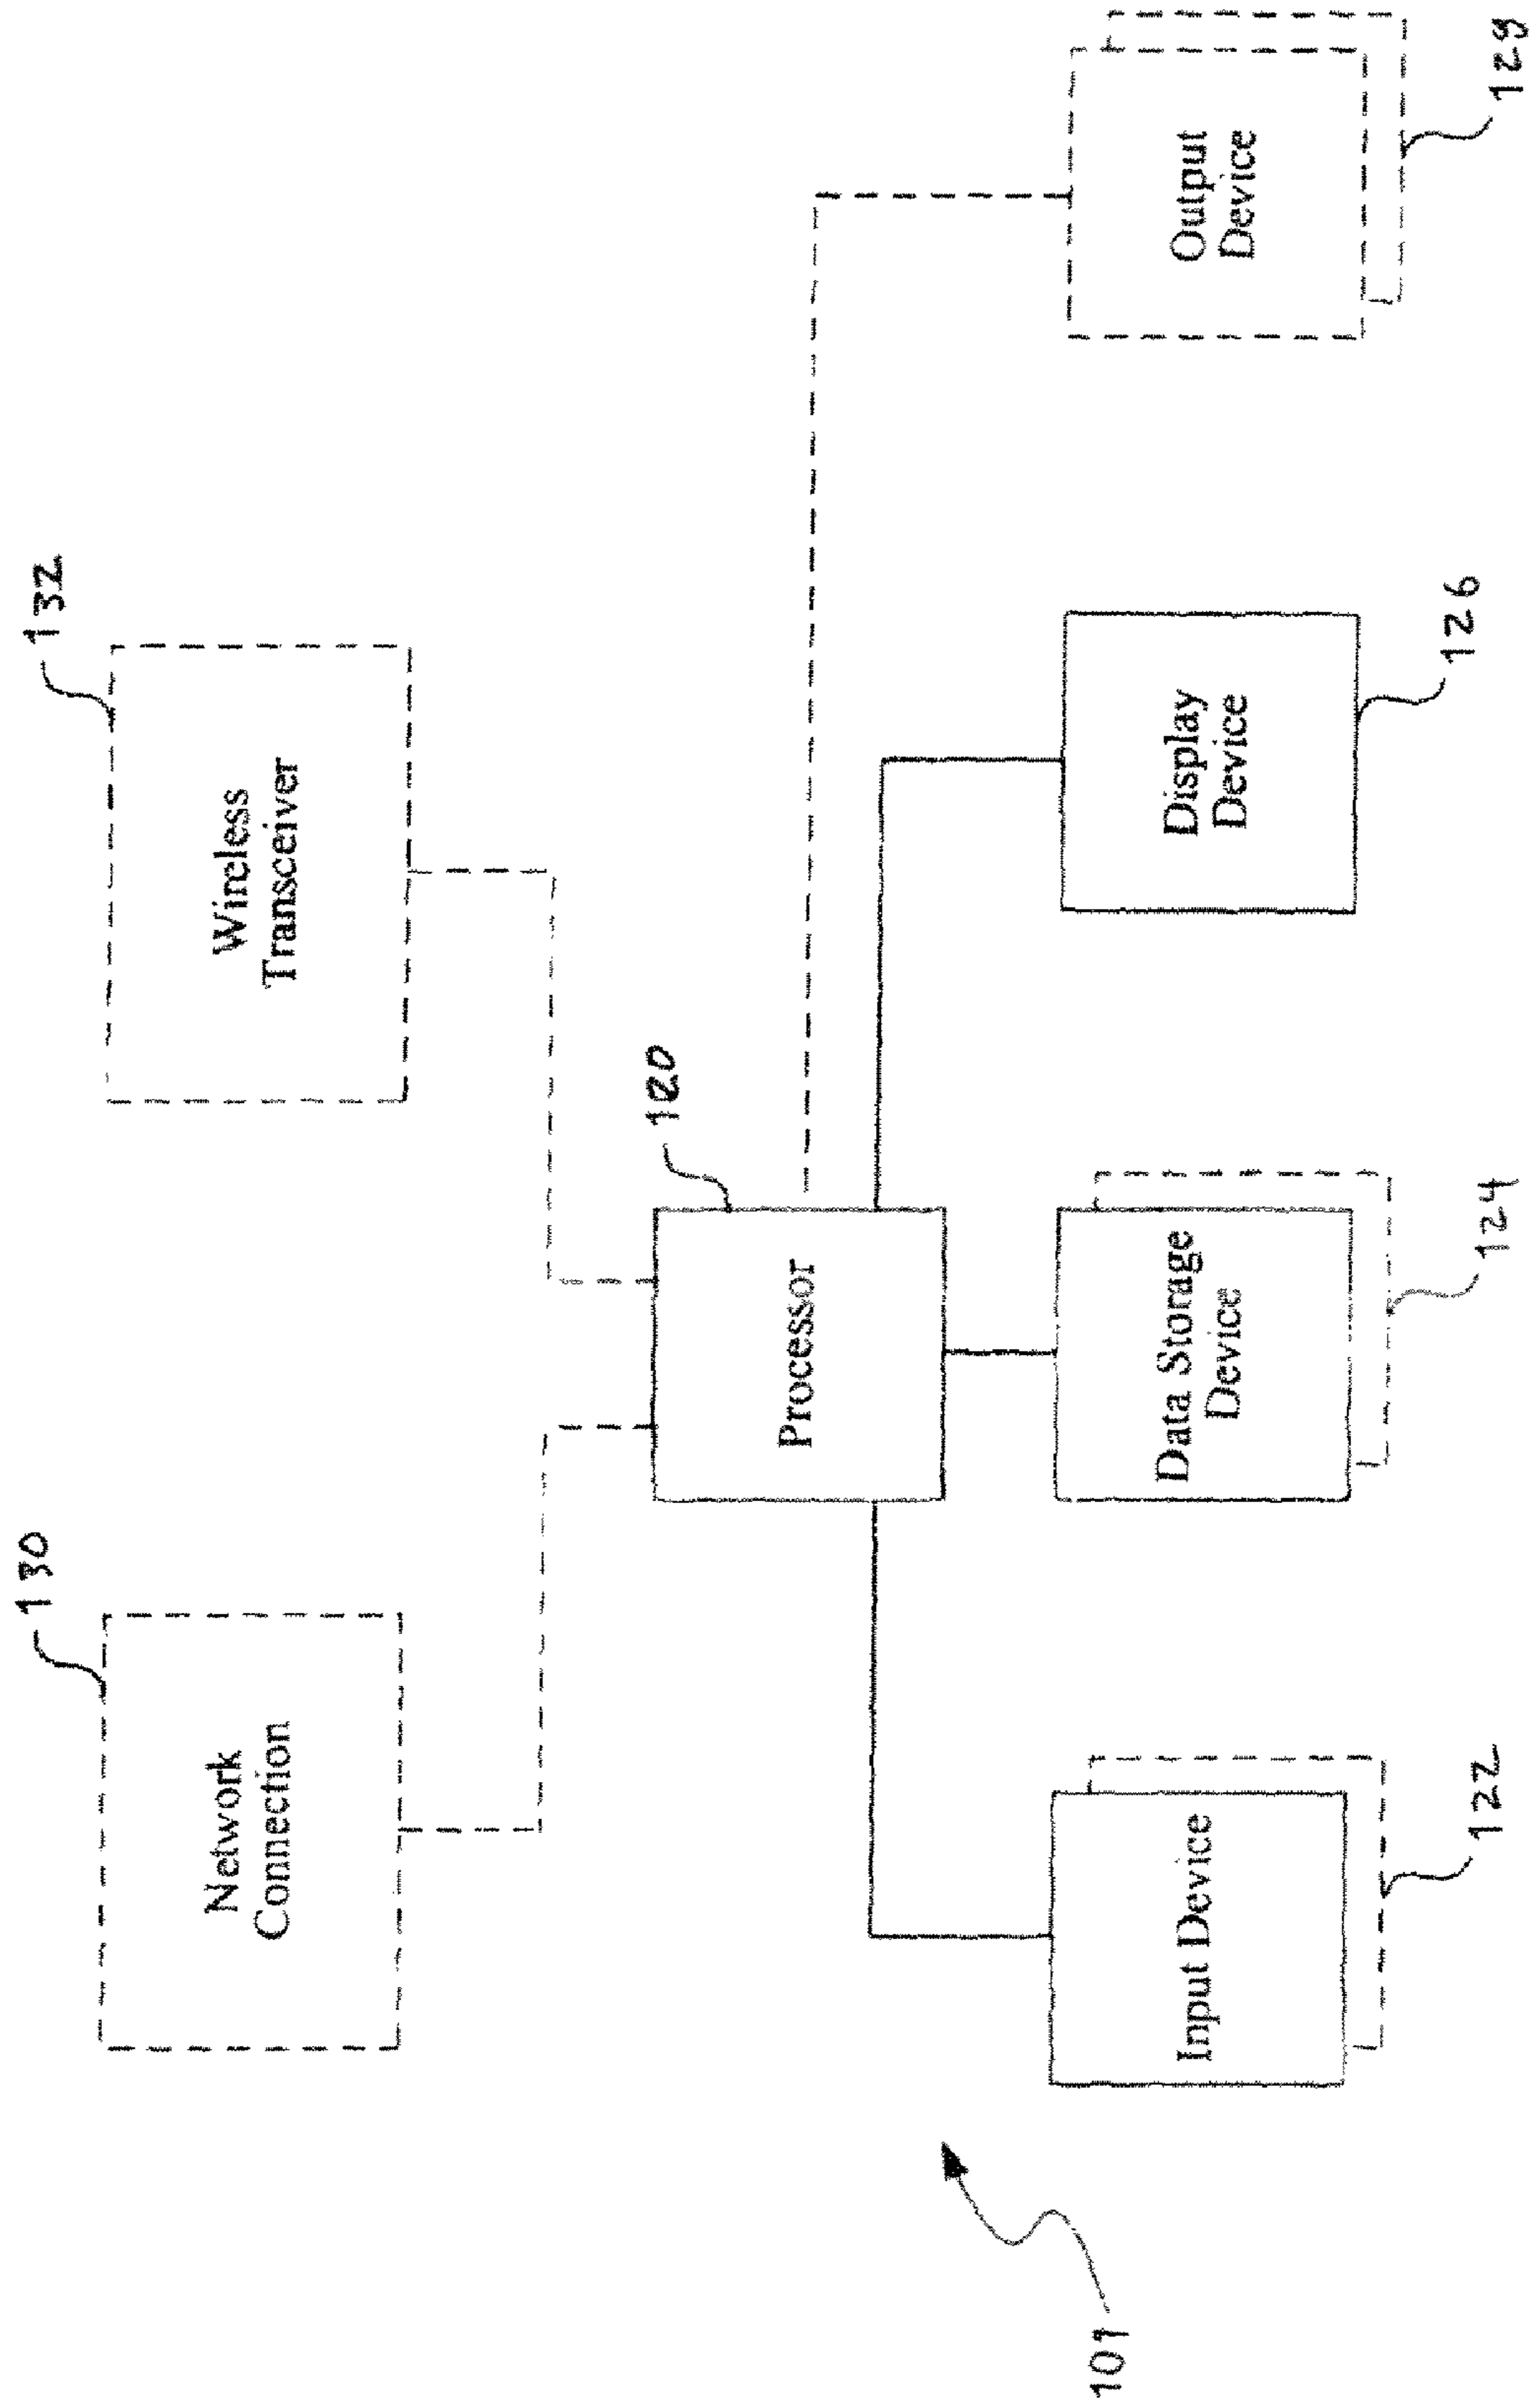 130
132
Network
Connection
Wireless
Transceiver
120
Processor
101
Input Device
Data Storage
Device
Display
Device
Output
Device
122
124
126
128